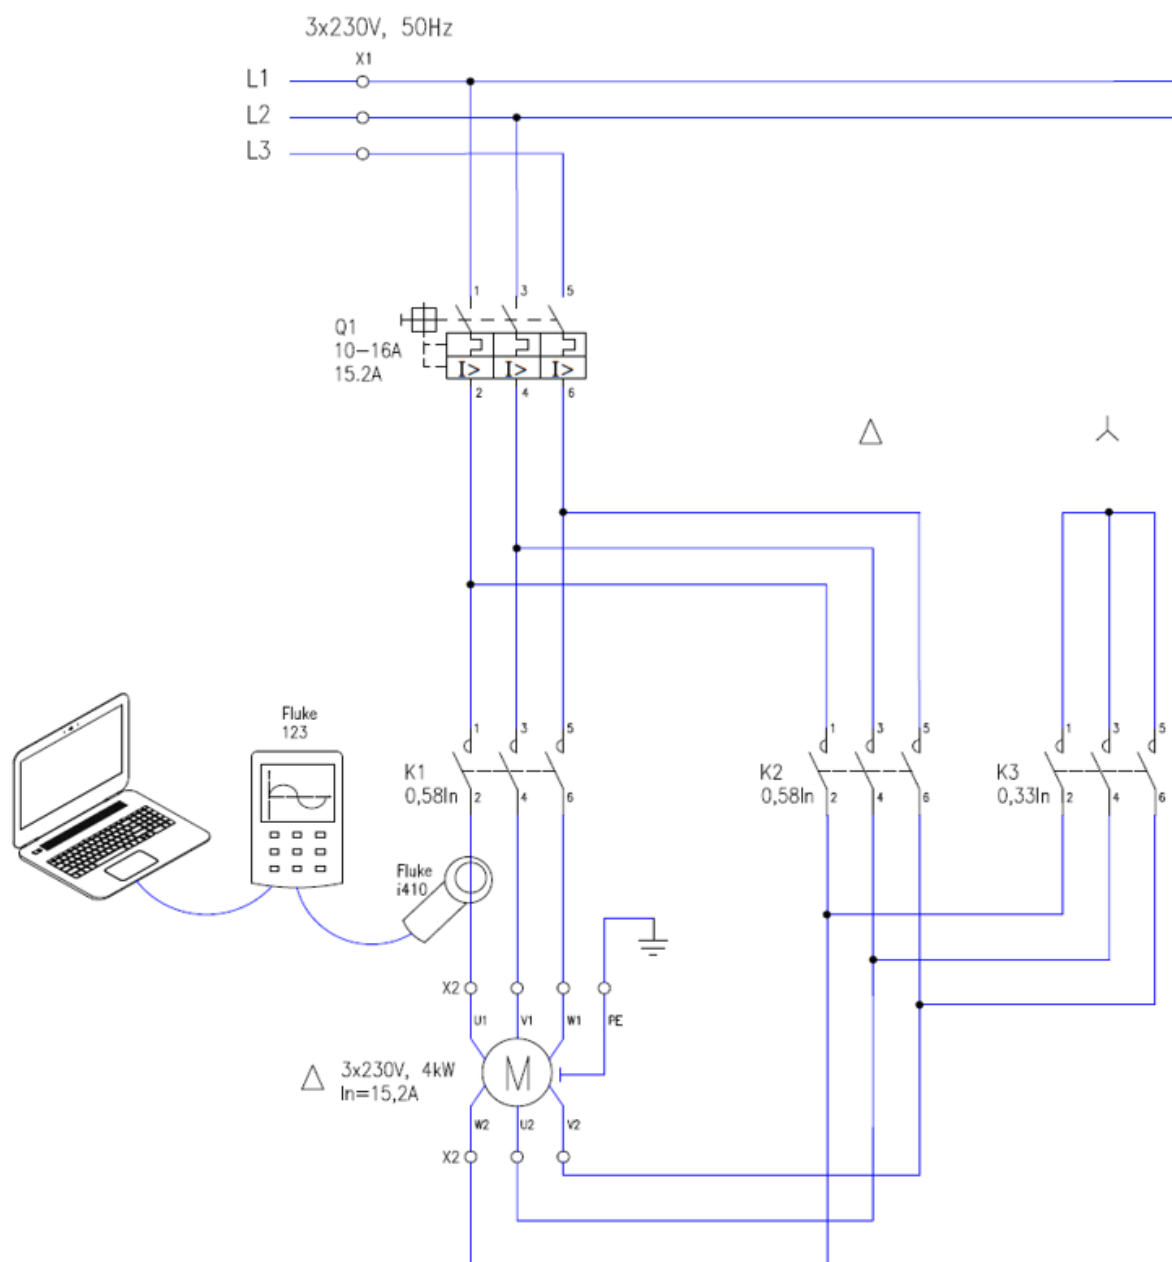 3x230V, 50Hz
X1
L1
L2
L3
1 3 5
Q1
10-16A
15.2A
I> I> I>
2 4 6
Fluke
123
1 3 5
1 3 5
1 3 5
K1
0,58In
2 4 6
K2
0,58In
2 4 6
K3
0,33In
2 4 6
Fluke
i410
X2
U1 V1 W1 PE
M
3x230V, 4kW
In=15,2A
W2 U2 V2
X2